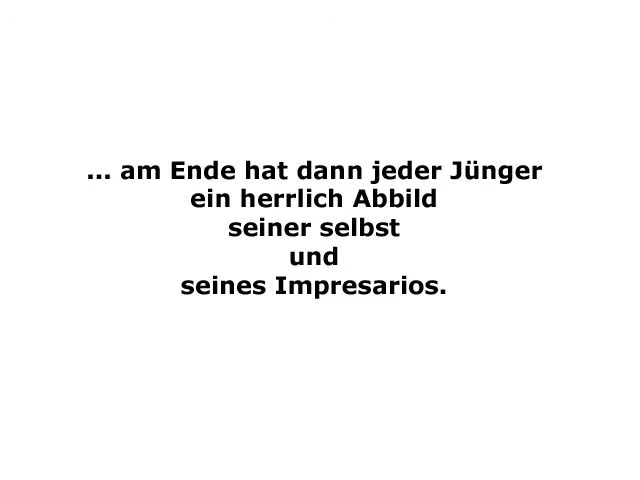 ... am Ende hat dann jeder Jünger
ein herrlich Abbild
seiner selbst
und
seines Impresarios.